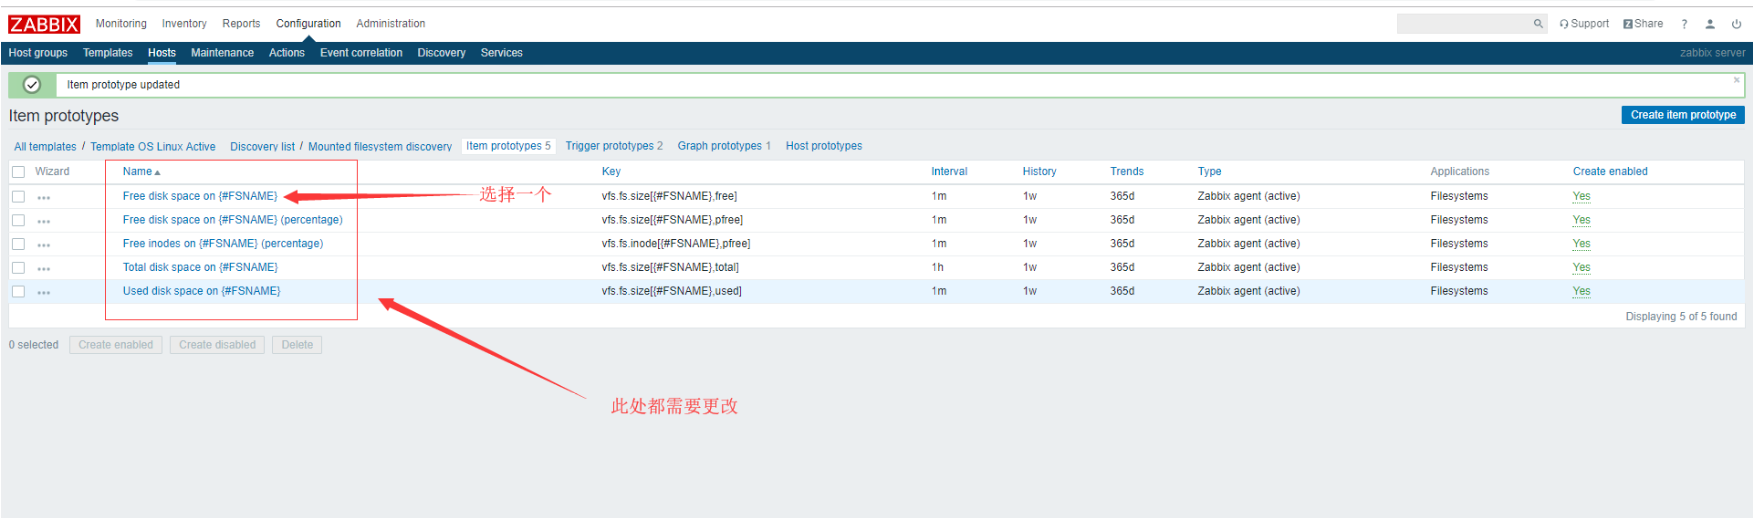 ZABBIX Monitoring Inventory Reports Configuration Administration Support Z Share ?
Host groups Templates Hosts Maintenance Actions Event correlation Discovery Services zabbix server
Item prototype updated
Item prototypes Create item prototype
All templates / Template OS Linux Active Discovery list / Mounted filesystem discovery Item prototypes 5 Trigger prototypes 2 Graph prototypes 1 Host prototypes
Wizard Name Key Interval History Trends Type Applications Create enabled
Free disk space on {#FSNAME} 选择一个 vfs.fs.size[{#FSNAME},free] 1m 1w 365d Zabbix agent (active) Filesystems Yes
Free disk space on {#FSNAME} (percentage) vfs.fs.size[{#FSNAME},pfree] 1m 1w 365d Zabbix agent (active) Filesystems Yes
Free inodes on {#FSNAME} (percentage) vfs.fs.inode[{#FSNAME},pfree] 1m 1w 365d Zabbix agent (active) Filesystems Yes
Total disk space on {#FSNAME} vfs.fs.size[{#FSNAME},total] 1h 1w 365d Zabbix agent (active) Filesystems Yes
Used disk space on {#FSNAME} vfs.fs.size[{#FSNAME},used] 1m 1w 365d Zabbix agent (active) Filesystems Yes
Displaying 5 of 5 found
0 selected Create enabled Create disabled Delete
此处都需要更改